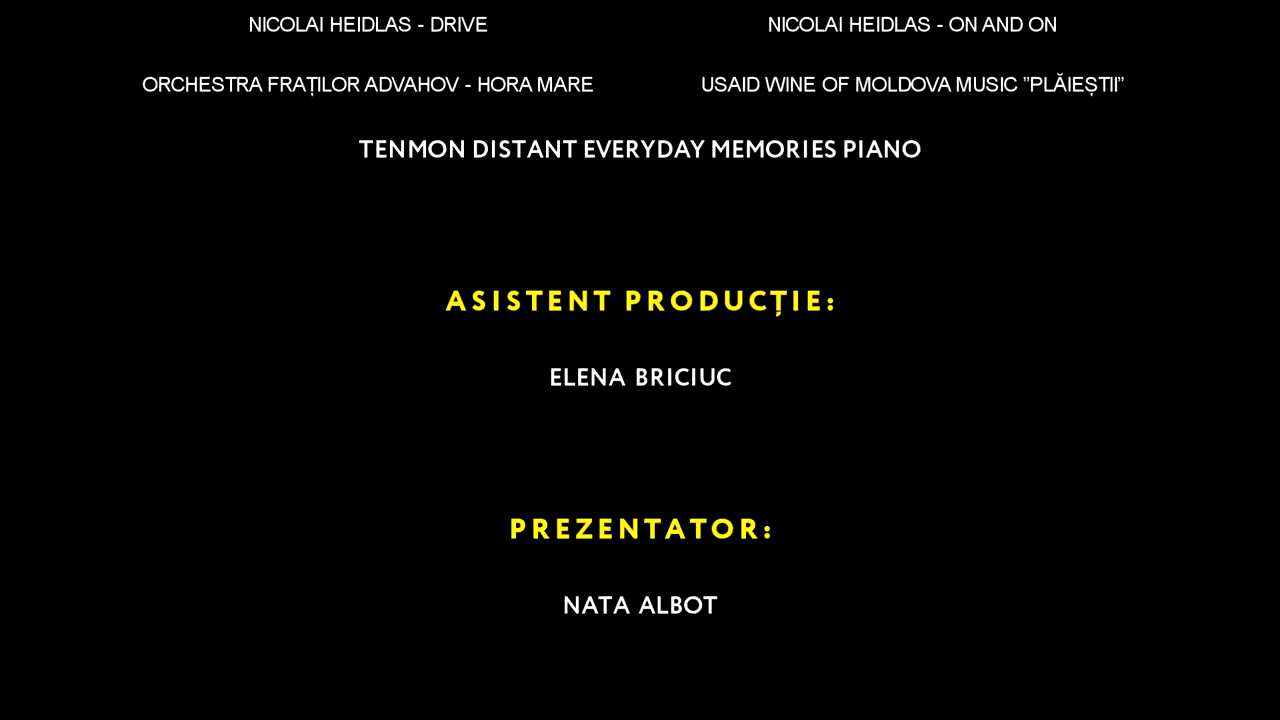 NICOLAI HEIDLAS - DRIVE
NICOLAI HEIDLAS - ON AND ON
ORCHESTRA FRAȚILOR ADVAHOV - HORA MARE
USAID WINE OF MOLDOVA MUSIC ”PLĂIEȘTII”
TENMON DISTANT EVERYDAY MEMORIES PIANO
ASISTENT PRODUCȚIE:
ELENA BRICIUC
PREZENTATOR:
NATA ALBOT